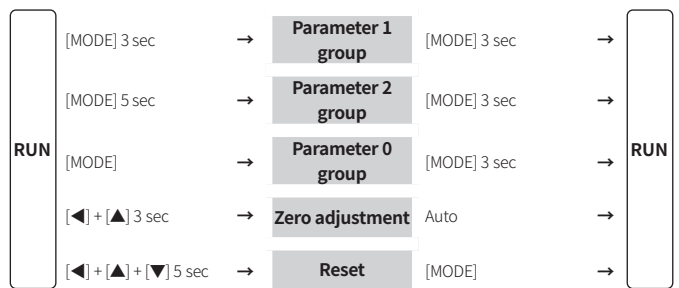 [MODE] 3 sec → Parameter 1 group [MODE] 3 sec →
[MODE] 5 sec → Parameter 2 group [MODE] 3 sec →
RUN [MODE] → Parameter 0 group [MODE] 3 sec → RUN
[◀] + [▲] 3 sec → Zero adjustment Auto →
[◀] + [▲] + [▼] 5 sec → Reset [MODE] →